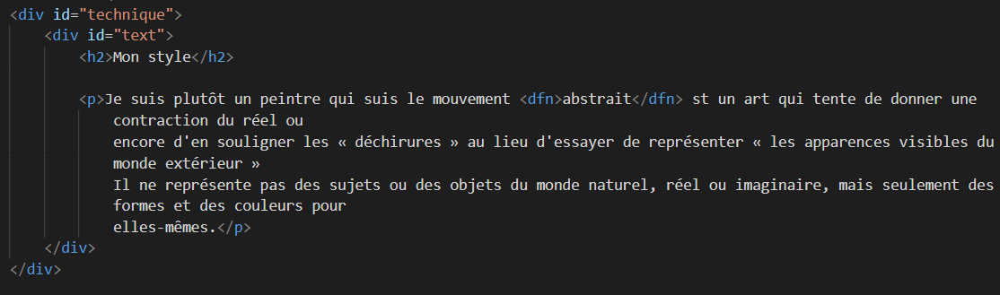 <div id="technique">
<div id="text">
<h2>Mon style</h2>
<p>Je suis plutôt un peintre qui suis le mouvement <dfn>abstrait</dfn> st un art qui tente de donner une
contraction du réel ou
encore d'en souligner les « déchirures » au lieu d'essayer de représenter « les apparences visibles du
monde extérieur »
Il ne représente pas des sujets ou des objets du monde naturel, réel ou imaginaire, mais seulement des
formes et des couleurs pour
elles-mêmes.</p>
</div>
</div>